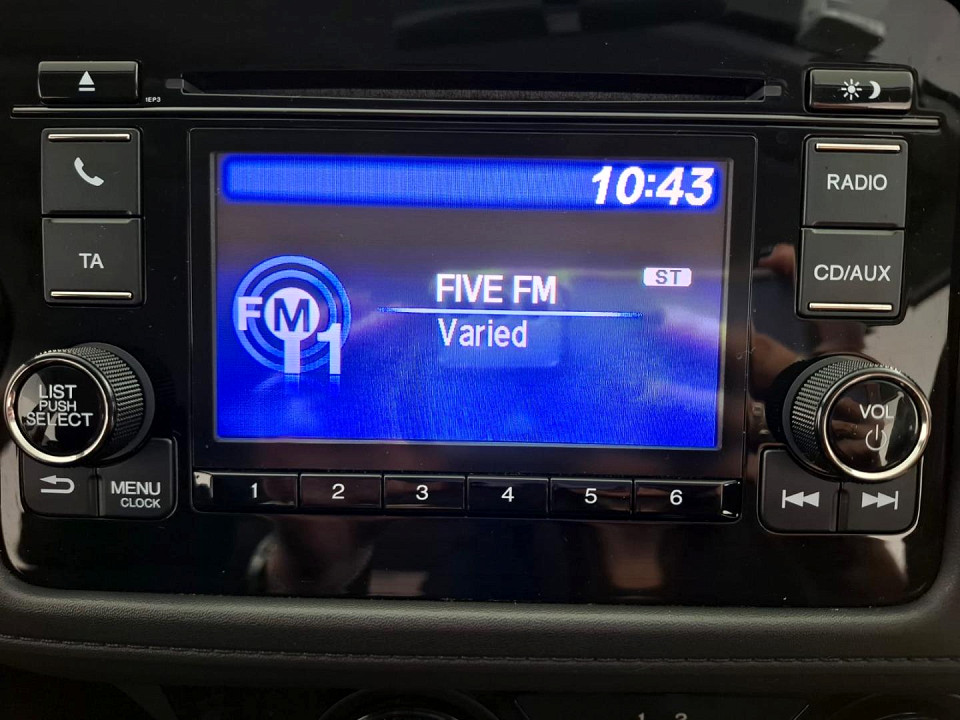 1EP3
10:43
RADIO
TA
CD/AUX
ST
FIVE FM
FM
1
Varied
LIST
PUSH
SELECT
VOL
MENU
CLOCK
1 2 3 4 5 6